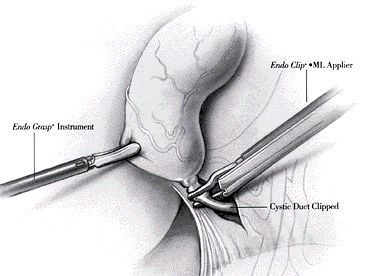 Endo Clip* •ML Applier
Endo Grasp* Instrument
Cystic Duct Clipped